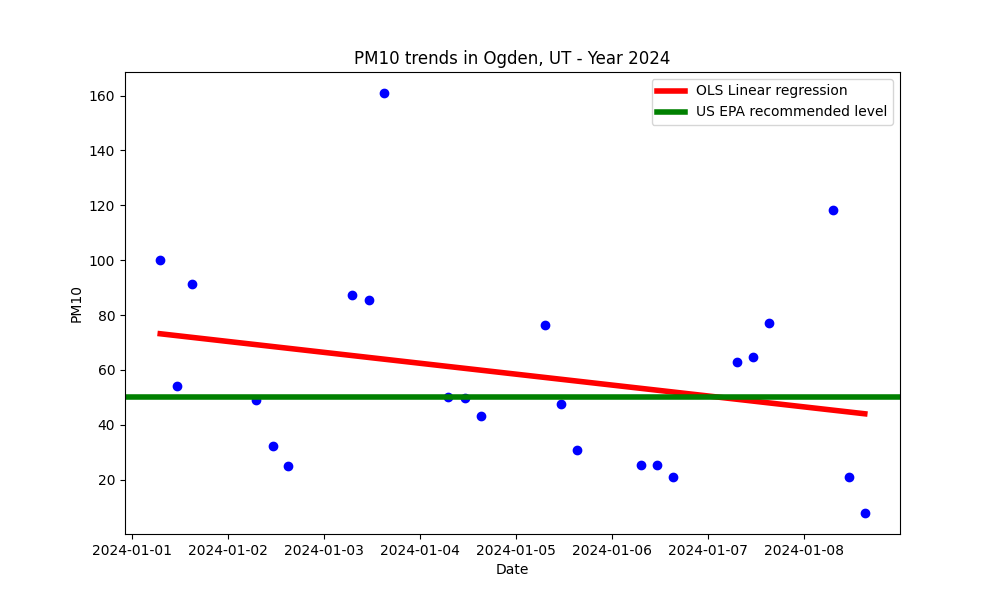 PM10 trends in Ogden, UT - Year 2024
OLS Linear regression
US EPA recommended level
160
140
120
100
80
60
40
20
PM10
2024-01-01 2024-01-02 2024-01-03 2024-01-04 2024-01-05 2024-01-06 2024-01-07 2024-01-08
Date